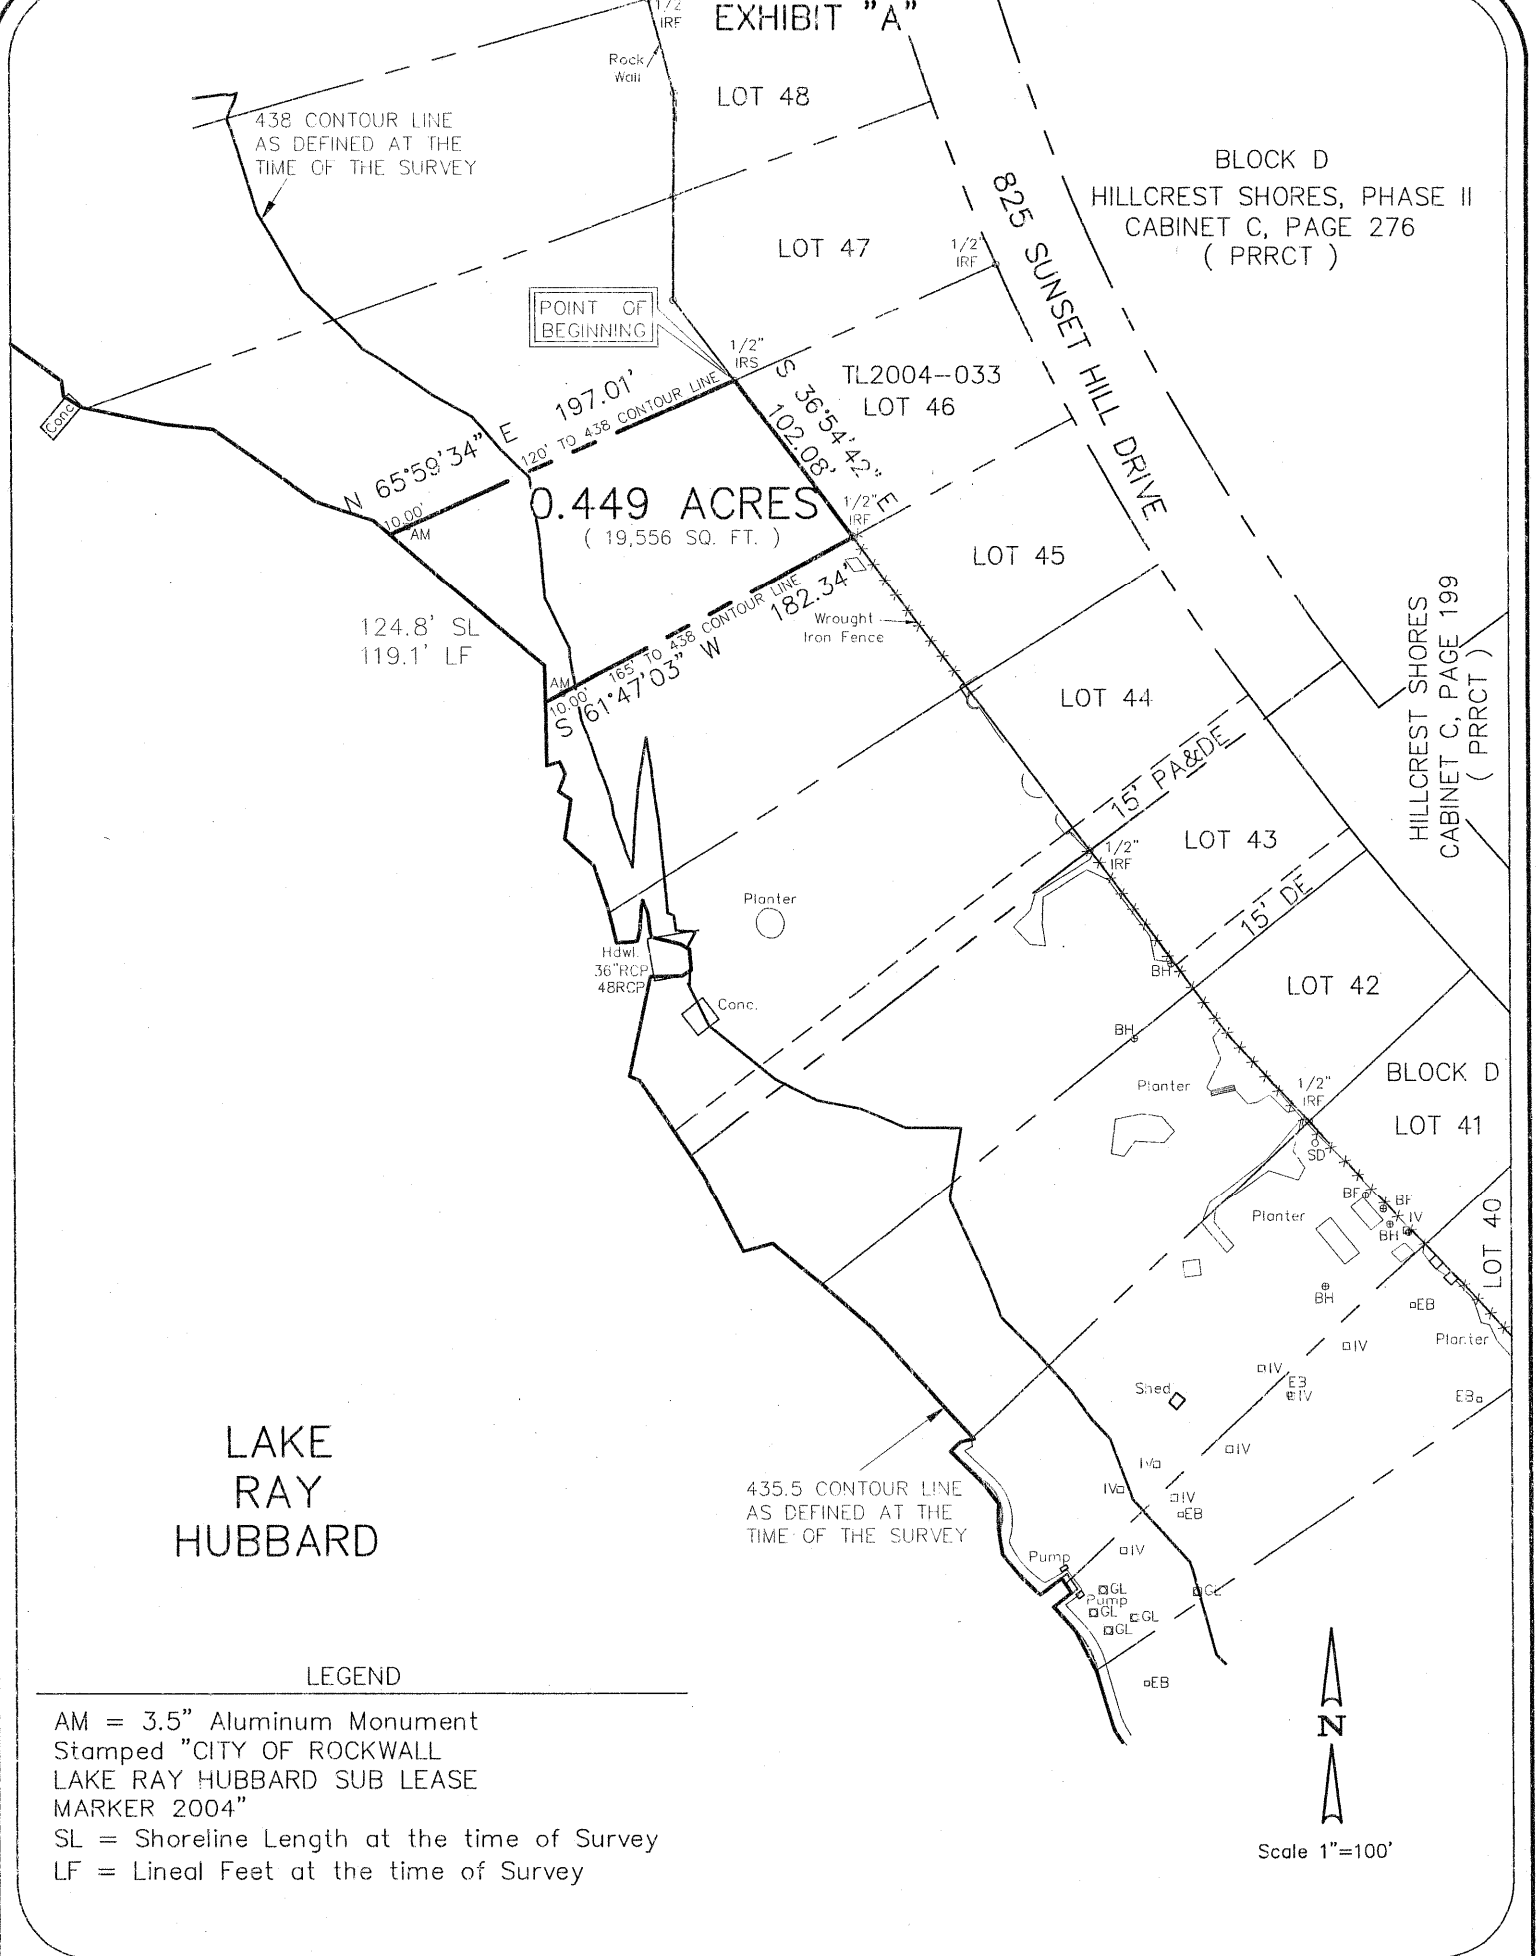 EXHIBIT "A"
1/2"
IRF
Rock
Wall
LOT 48
438 CONTOUR LINE
AS DEFINED AT THE
TIME OF THE SURVEY
BLOCK D
HILLCREST SHORES, PHASE II
CABINET C, PAGE 276
( PRRCT )
825 SUNSET HILL DRIVE
LOT 47
1/2"
IRF
POINT OF
BEGINNING
1/2"
IRS
TL2004-033
LOT 46
S 36°54'42" E
102.08'
N 65°59'34" E
197.01'
120' TO 438 CONTOUR LINE
Conc
10.00'
AM
0.449 ACRES
( 19,556 SQ. FT. )
1/2"
IRF
LOT 45
124.8' SL
119.1' LF
182.34'
165' TO 438 CONTOUR LINE
S 61°47'03" W
AM
10.00'
Wrought
Iron Fence
HILLCREST SHORES
CABINET C, PAGE 199
( PRRCT )
LOT 44
15' PA&DE
LOT 43
1/2"
IRF
15' DE
Planter
Hdwl.
36"RCP
48RCP
Conc.
BH
LOT 42
BH
Planter
1/2"
IRF
BLOCK D
LOT 41
SD
BF
BF
IV
BH
Planter
LOT 40
BH
EB
IV
Planter
IV
EB
IV
EB
Shed
IV
IV
IV
IV
EB
435.5 CONTOUR LINE
AS DEFINED AT THE
TIME OF THE SURVEY
IV
Pump
GL
GL
Pump
GL
GL
GL
EB
LAKE
RAY
HUBBARD
LEGEND
AM = 3.5" Aluminum Monument
Stamped "CITY OF ROCKWALL
LAKE RAY HUBBARD SUB LEASE
MARKER 2004"
SL = Shoreline Length at the time of Survey
LF = Lineal Feet at the time of Survey
N
Scale 1"=100'